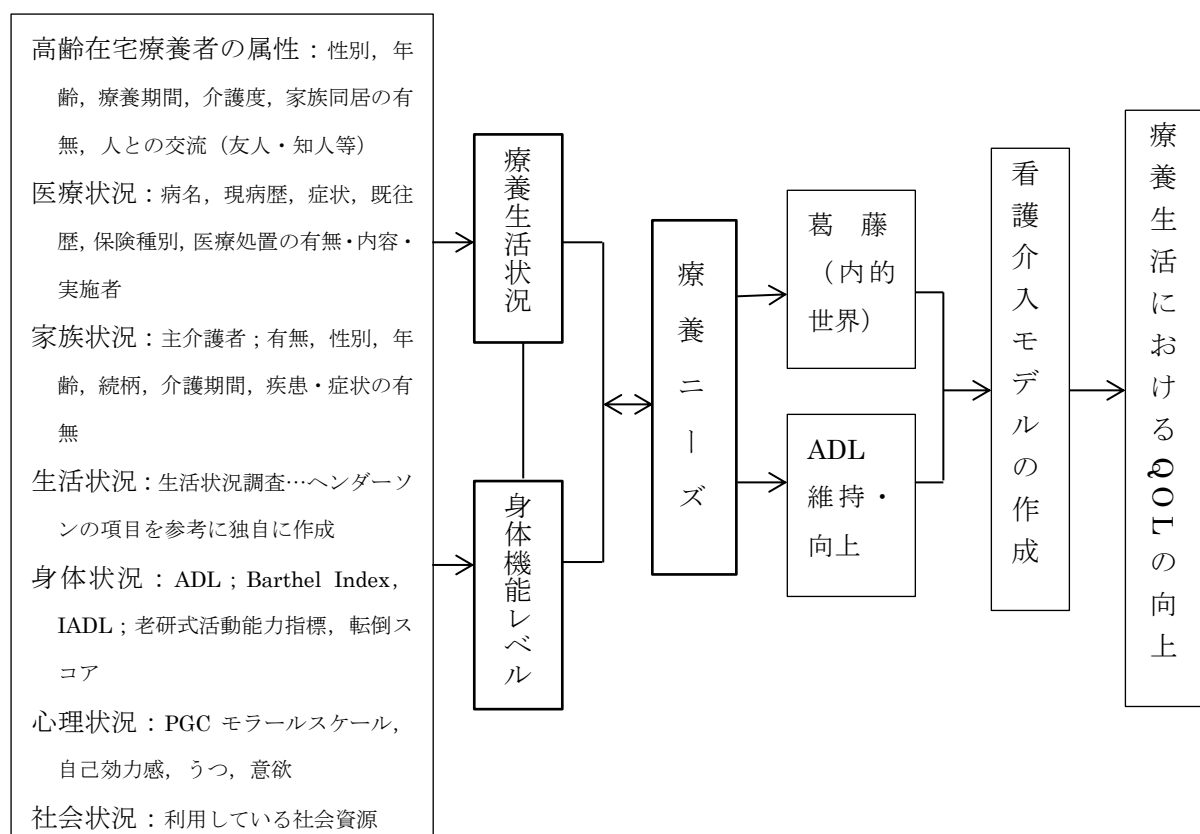 高齢在宅療養者の属性：性別，年
齢，療養期間，介護度，家族同居の有
無，人との交流（友人・知人等）
医療状況：病名，現病歴，症状，既往
歴，保険種別，医療処置の有無・内容・
実施者
家族状況：主介護者；有無，性別，年
齢，続柄，介護期間，疾患・症状の有
無
生活状況：生活状況調査…ヘンダーソ
ンの項目を参考に独自に作成
身体状況：ADL；Barthel Index，
IADL；老研式活動能力指標，転倒ス
コア
心理状況：PGC モラールスケール，
自己効力感，うつ，意欲
社会状況：利用している社会資源
療養生活状況
身体機能レベル
療養ニーズ
葛　藤
（内的
世界）
ADL
維持・
向上
看護介入モデルの作成
療養生活におけるQOLの向上